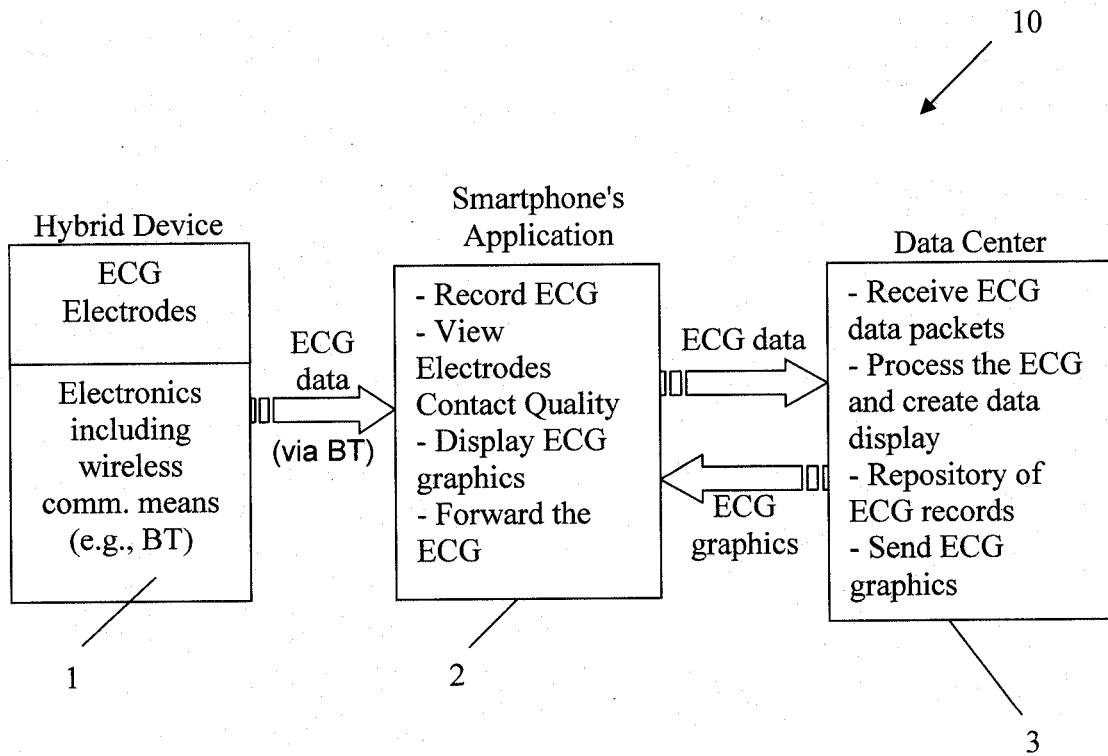 10
Hybrid Device
ECG
Electrodes
Electronics
including
wireless
comm. means
(e.g., BT)
1
ECG
data
(via BT)
Smartphone's
Application
- Record ECG
- View
Electrodes
Contact Quality
- Display ECG
graphics
- Forward the
ECG
2
ECG data
ECG
graphics
Data Center
- Receive ECG
data packets
- Process the ECG
and create data
display
- Repository of
ECG records
- Send ECG
graphics
3